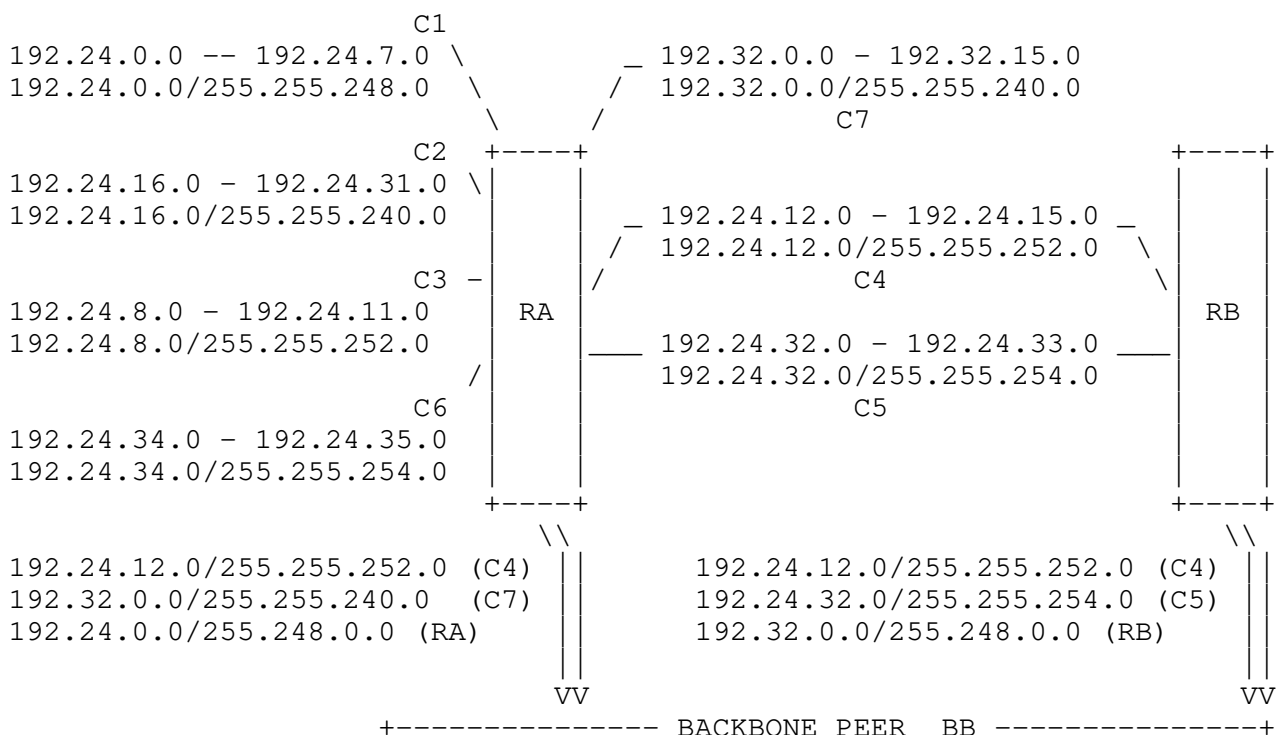 C1
192.24.0.0 -- 192.24.7.0 \         _ 192.32.0.0 - 192.32.15.0
192.24.0.0/255.255.248.0  \       /  192.32.0.0/255.255.240.0
                           \     /             C7
                       C2  +----+                                 +----+
192.24.16.0 - 192.24.31.0 \|    |                                 |    |
192.24.16.0/255.255.240.0  |    |  _ 192.24.12.0 - 192.24.15.0 _  |    |
                           |    | /  192.24.12.0/255.255.252.0  \ |    |
                       C3 -|    |/              C4               \|    |
192.24.8.0 - 192.24.11.0   | RA |                                 | RB |
192.24.8.0/255.255.252.0   |    |___ 192.24.32.0 - 192.24.33.0 ___|    |
                          /|    |    192.24.32.0/255.255.254.0    |    |
                       C6  |    |               C5                |    |
192.24.34.0 - 192.24.35.0  |    |                                 |    |
192.24.34.0/255.255.254.0  |    |                                 |    |
                           +----+                                 +----+
                              \\                                     \\
192.24.12.0/255.255.252.0 (C4) ||      192.24.12.0/255.255.252.0 (C4) ||
192.32.0.0/255.255.240.0  (C7) ||      192.24.32.0/255.255.254.0 (C5) ||
192.24.0.0/255.248.0.0 (RA)    ||      192.32.0.0/255.248.0.0 (RB)    ||
                               ||                                     ||
                               VV                                     VV
                     +--------------- BACKBONE PEER  BB ---------------+